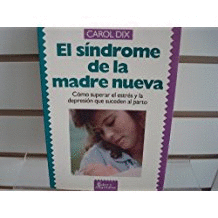 CAROL DIX
El síndrome
de la
madre nueva
Cómo superar el estrés y la
depresión que suceden al parto